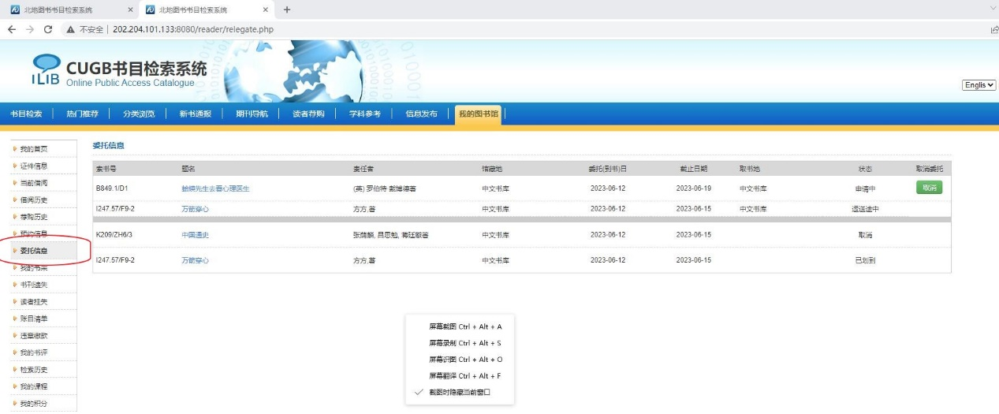 北地图书书目检索系统
北地图书书目检索系统
不安全 202.204.101.133:8080/reader/relegate.php
ILIB
CUGB书目检索系统
Online Public Access Catalogue
Englis
书目检索 热门推荐 分类浏览 新书通报 期刊导航 读者荐购 学科参考 信息发布 我的图书馆
我的首页
证件信息
当前借阅
借阅历史
荐购历史
预约信息
委托信息
我的书架
书刊遗失
读者挂失
账目清单
违章缴款
我的书评
检索历史
我的课程
我的积分
委托信息
索书号 题名 责任者 馆藏地 委托(到书)日 截止日期 取书地 状态 取消委托
B849.1/D1 蛤蟆先生去看心理医生 (英) 罗伯特·戴博德著 中文书库 2023-06-12 2023-06-19 中文书库 申请中 取消
I247.57/F9-2 万箭穿心 方方,著 中文书库 2023-06-12 2023-06-15 中文书库 运送途中
K209/ZH6/3 中国通史 张荫麟, 吕思勉, 蒋廷黻著 中文书库 2023-06-12 2023-06-15 取消
I247.57/F9-2 万箭穿心 方方,著 中文书库 2023-06-12 2023-06-15 已划到
屏幕截图 Ctrl + Alt + A
屏幕录制 Ctrl + Alt + S
屏幕识图 Ctrl + Alt + O
屏幕翻译 Ctrl + Alt + F
截图时隐藏当前窗口